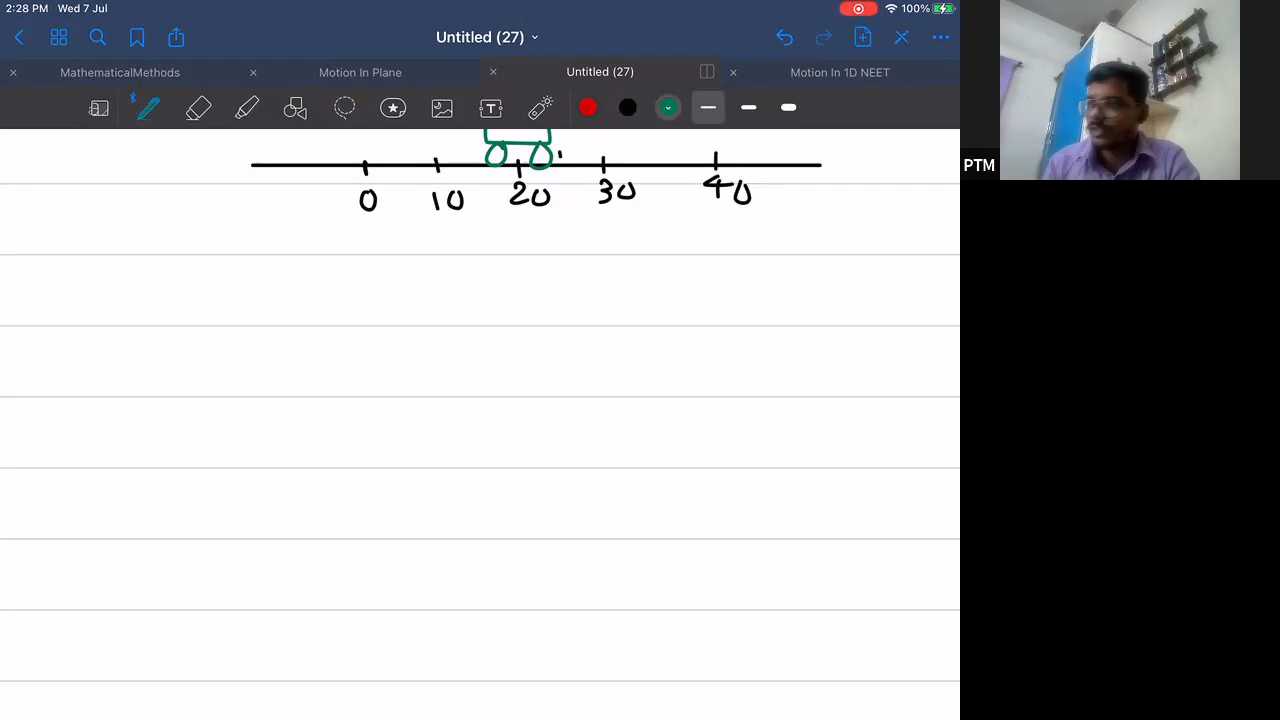 2:28 PM Wed 7 Jul
100%
Untitled (27)
MathematicalMethods
Motion In Plane
Untitled (27)
Motion In 1D NEET
T
PTM
0 10 20 30 40